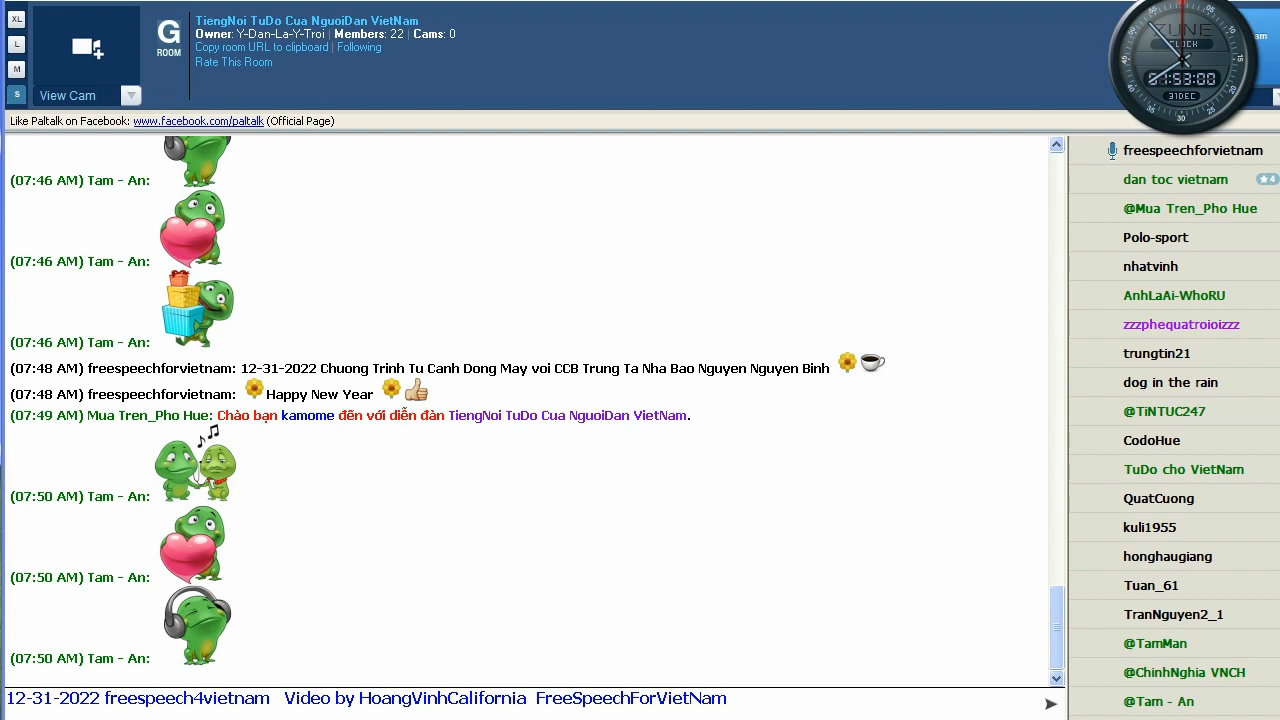 XL
L
M
S
View Cam
G
ROOM
TiengNoi TuDo Cua NguoiDan VietNam
Owner: Y-Dan-La-Y-Troi | Members: 22 | Cams: 0
Copy room URL to clipboard | Following
Rate This Room
CLOCK
31DEC
Like Paltalk on Facebook: www.facebook.com/paltalk (Official Page)
(07:46 AM) Tam - An:
(07:46 AM) Tam - An:
(07:46 AM) Tam - An:
(07:48 AM) freespeechforvietnam: 12-31-2022 Chuong Trinh Tu Canh Dong May voi CCB Trung Ta Nha Bao Nguyen Nguyen Binh
(07:48 AM) freespeechforvietnam: Happy New Year
(07:49 AM) Mua Tren_Pho Hue: Chào bạn kamome đến với diễn đàn TiengNoi TuDo Cua NguoiDan VietNam.
(07:50 AM) Tam - An:
(07:50 AM) Tam - An:
(07:50 AM) Tam - An:
12-31-2022 freespeech4vietnam Video by HoangVinhCalifornia FreeSpeechForVietNam
freespeechforvietnam
dan toc vietnam ★4
@Mua Tren_Pho Hue
Polo-sport
nhatvinh
AnhLaAi-WhoRU
zzzphequatroioizzz
trungtin21
dog in the rain
@TiNTUC247
CodoHue
TuDo cho VietNam
QuatCuong
kuli1955
honghaugiang
Tuan_61
TranNguyen2_1
@TamMan
@ChinhNghia VNCH
@Tam - An